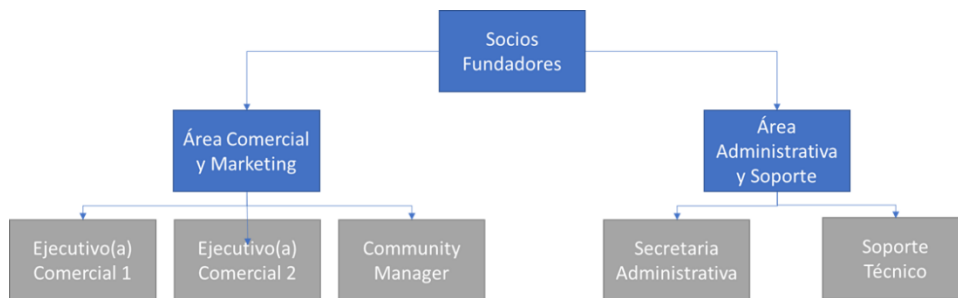 Socios
Fundadores
Área Comercial
y Marketing
Área
Administrativa
y Soporte
Ejecutivo(a)
Comercial 1
Ejecutivo(a)
Comercial 2
Community
Manager
Secretaria
Administrativa
Soporte
Técnico